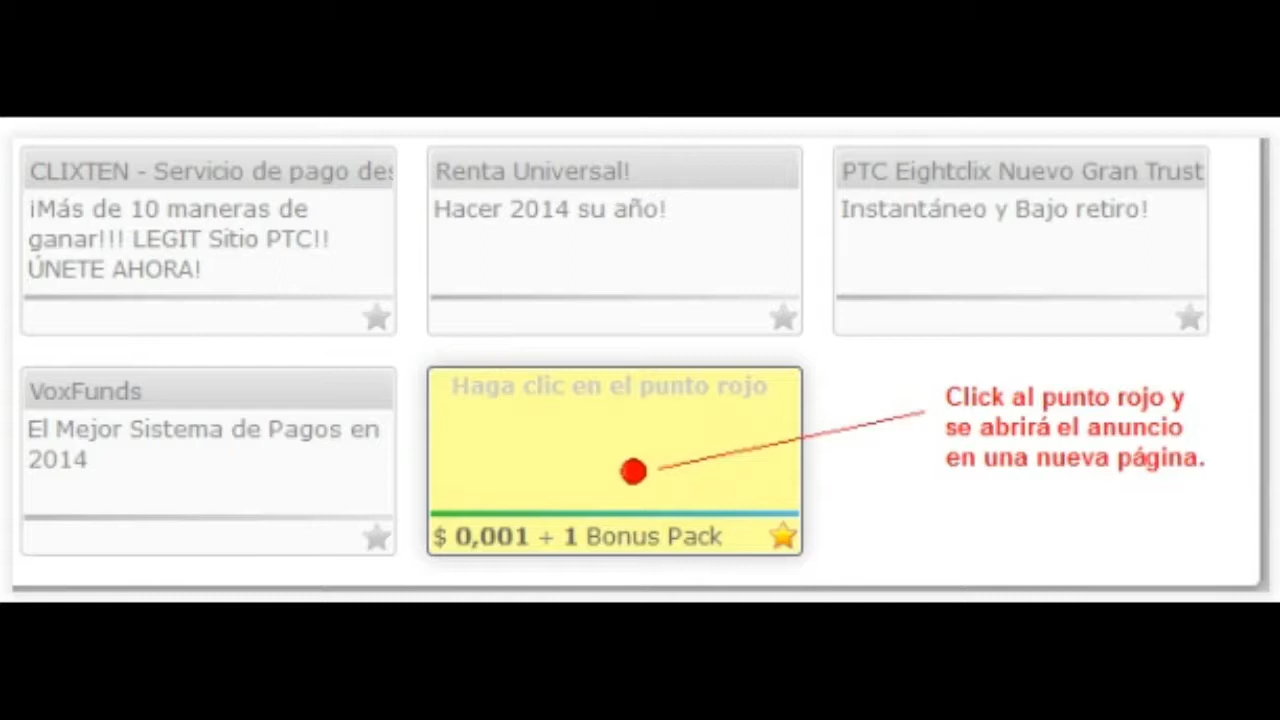 CLIXTEN - Servicio de pago des
¡Más de 10 maneras de
ganar!!! LEGIT Sitio PTC!!
ÚNETE AHORA!
Renta Universal!
Hacer 2014 su año!
PTC Eightclix Nuevo Gran Trust
Instantáneo y Bajo retiro!
VoxFunds
El Mejor Sistema de Pagos en
2014
Haga clic en el punto rojo
$ 0,001 + 1 Bonus Pack
Click al punto rojo y
se abrirá el anuncio
en una nueva página.